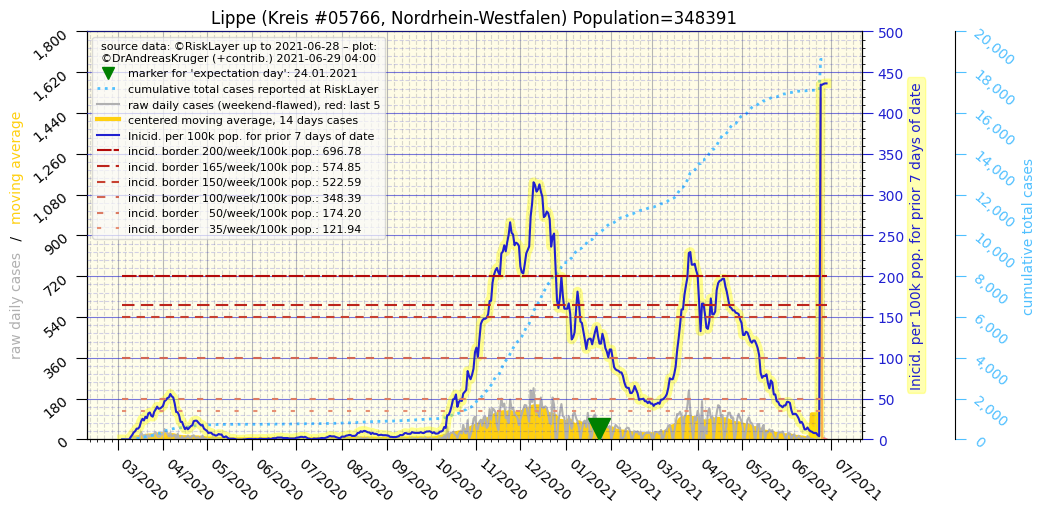 Lippe (Kreis #05766, Nordrhein-Westfalen) Population=348391
source data: ©RiskLayer up to 2021-06-28 – plot:
©DrAndreasKruger (+contrib.) 2021-06-29 04:00
marker for 'expectation day': 24.01.2021
cumulative total cases reported at RiskLayer
raw daily cases (weekend-flawed), red: last 5
centered moving average, 14 days cases
Inicid. per 100k pop. for prior 7 days of date
incid. border 200/week/100k pop.: 696.78
incid. border 165/week/100k pop.: 574.85
incid. border 150/week/100k pop.: 522.59
incid. border 100/week/100k pop.: 348.39
incid. border   50/week/100k pop.: 174.20
incid. border   35/week/100k pop.: 121.94
raw daily cases / moving average
1,800
1,620
1,440
1,260
1,080
900
720
540
360
180
0
03/2020
04/2020
05/2020
06/2020
07/2020
08/2020
09/2020
10/2020
11/2020
12/2020
01/2021
02/2021
03/2021
04/2021
05/2021
06/2021
07/2021
500
450
400
350
300
250
200
150
100
50
0
Inicid. per 100k pop. for prior 7 days of date
20,000
18,000
16,000
14,000
12,000
10,000
8,000
6,000
4,000
2,000
0
cumulative total cases